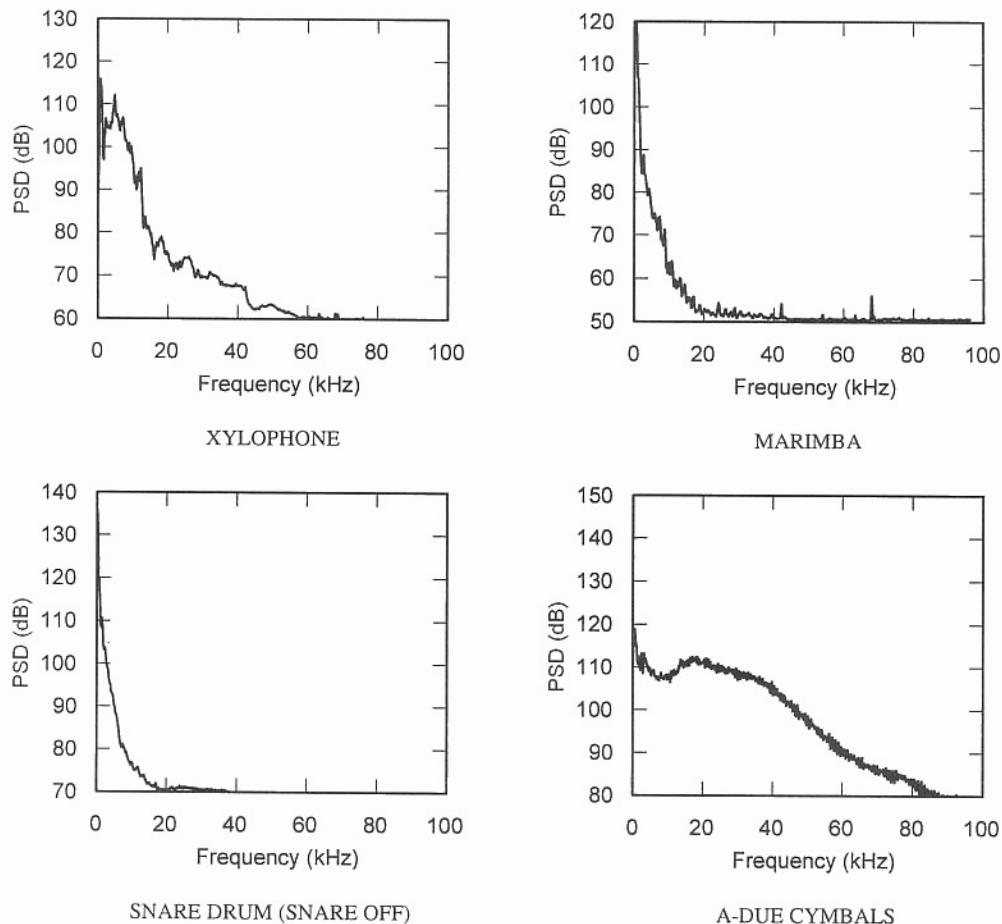 130
120
110
100
90
80
70
60
PSD (dB)
0 20 40 60 80 100
Frequency (kHz)
XYLOPHONE
120
110
100
90
80
70
60
50
PSD (dB)
0 20 40 60 80 100
Frequency (kHz)
MARIMBA
140
130
120
110
100
90
80
70
PSD (dB)
0 20 40 60 80 100
Frequency (kHz)
SNARE DRUM (SNARE OFF)
150
140
130
120
110
100
90
80
PSD (dB)
0 20 40 60 80 100
Frequency (kHz)
A-DUE CYMBALS